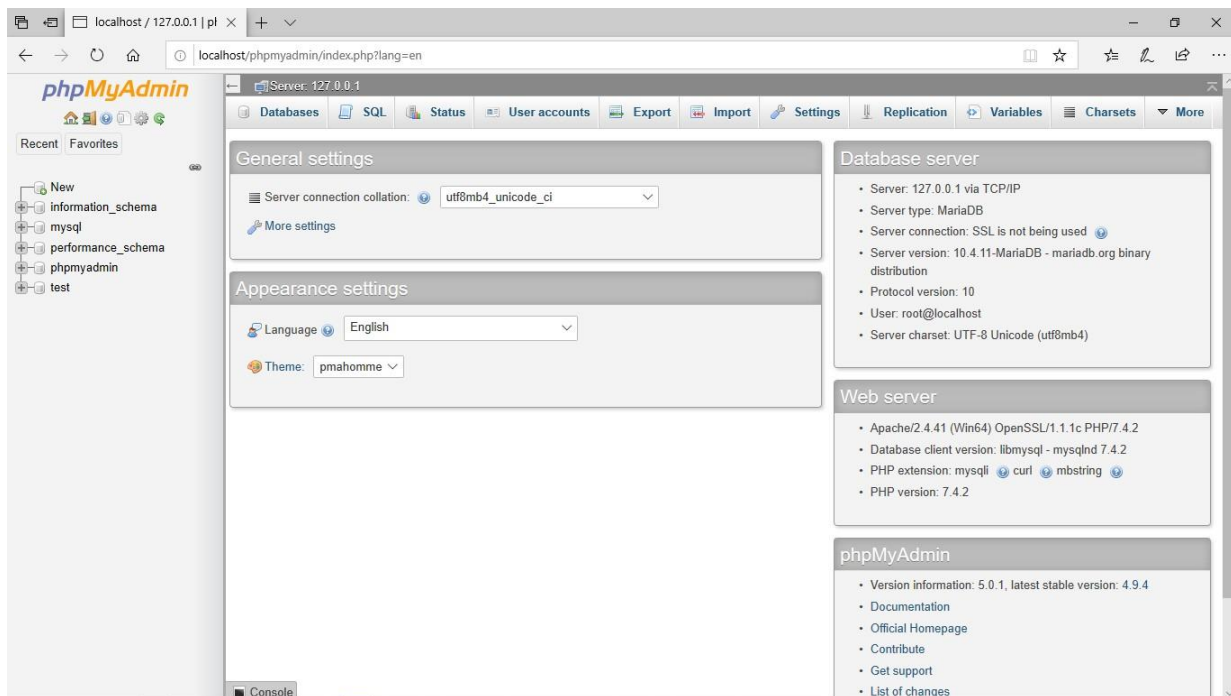 localhost / 127.0.0.1 | pl
localhost/phpmyadmin/index.php?lang=en
phpMyAdmin
Recent Favorites
New
information_schema
mysql
performance_schema
phpmyadmin
test
Server: 127.0.0.1
Databases SQL Status User accounts Export Import Settings Replication Variables Charsets More
General settings
Server connection collation: utf8mb4_unicode_ci
More settings
Appearance settings
Language English
Theme: pmahomme
Database server
• Server: 127.0.0.1 via TCP/IP
• Server type: MariaDB
• Server connection: SSL is not being used
• Server version: 10.4.11-MariaDB - mariadb.org binary
distribution
• Protocol version: 10
• User: root@localhost
• Server charset: UTF-8 Unicode (utf8mb4)
Web server
• Apache/2.4.41 (Win64) OpenSSL/1.1.1c PHP/7.4.2
• Database client version: libmysql - mysqlnd 7.4.2
• PHP extension: mysqli curl mbstring
• PHP version: 7.4.2
phpMyAdmin
• Version information: 5.0.1, latest stable version: 4.9.4
• Documentation
• Official Homepage
• Contribute
• Get support
• List of changes
Console